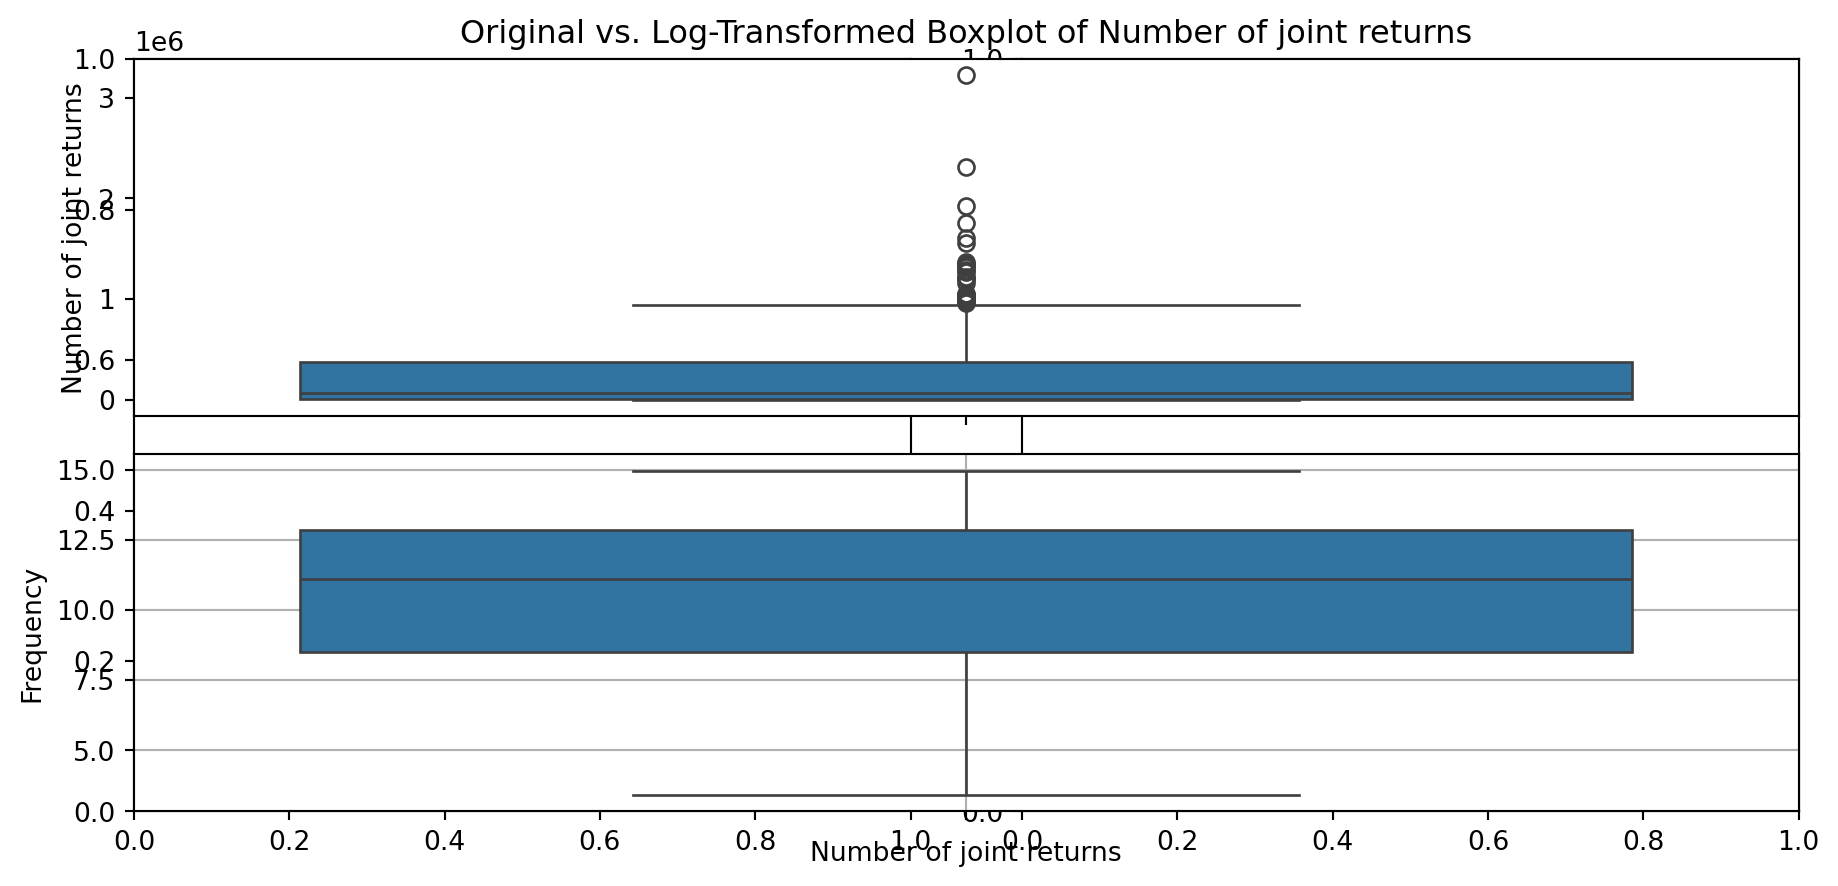 Original vs. Log-Transformed Boxplot of Number of joint returns
1e6
1.0
1.0
3
2
0.8
1
0.6
0
Number of joint returns
15.0
0.4
12.5
10.0
0.2
7.5
5.0
0.0
0.0
Frequency
0.0 0.2 0.4 0.6 0.8 1.0 0.0 0.2 0.4 0.6 0.8 1.0
Number of joint returns